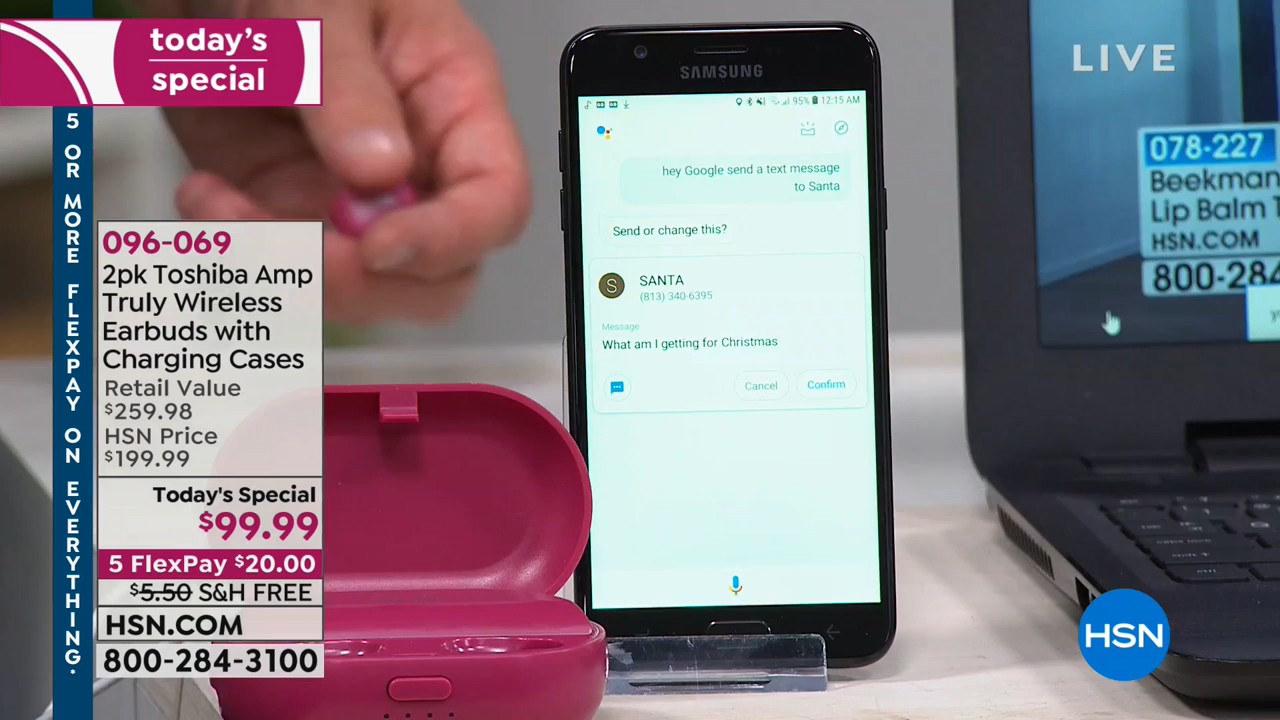 today's
special
5 OR MORE FLEXPAY ON EVERYTHING.
096-069
2pk Toshiba Amp
Truly Wireless
Earbuds with
Charging Cases
Retail Value
$259.98
HSN Price
$199.99
Today's Special
$99.99
5 FlexPay $20.00
$5.50 S&H FREE
HSN.COM
800-284-3100
SAMSUNG
95% 12:15 AM
hey Google send a text message
to Santa
Send or change this?
S
SANTA
(813) 340-6395
Message
What am I getting for Christmas
Cancel
Confirm
LIVE
078-227
Beekman
Lip Balm
HSN.COM
800-284
HSN